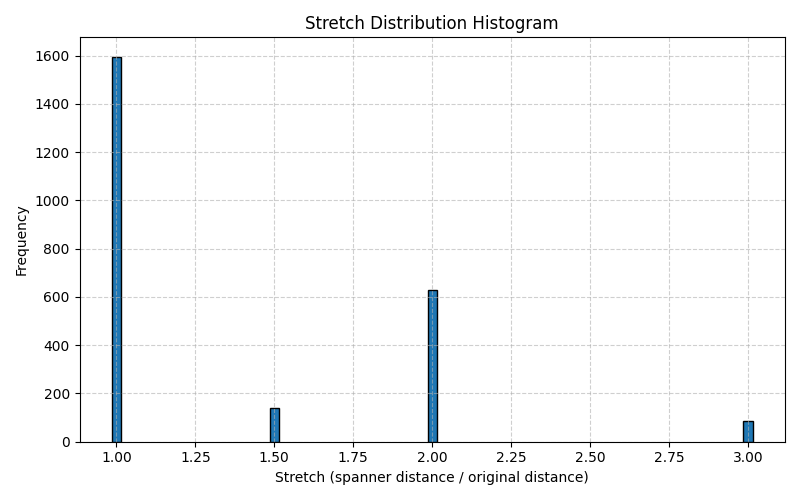 Stretch Distribution Histogram
Frequency
1600
1400
1200
1000
800
600
400
200
0
1.00 1.25 1.50 1.75 2.00 2.25 2.50 2.75 3.00
Stretch (spanner distance / original distance)